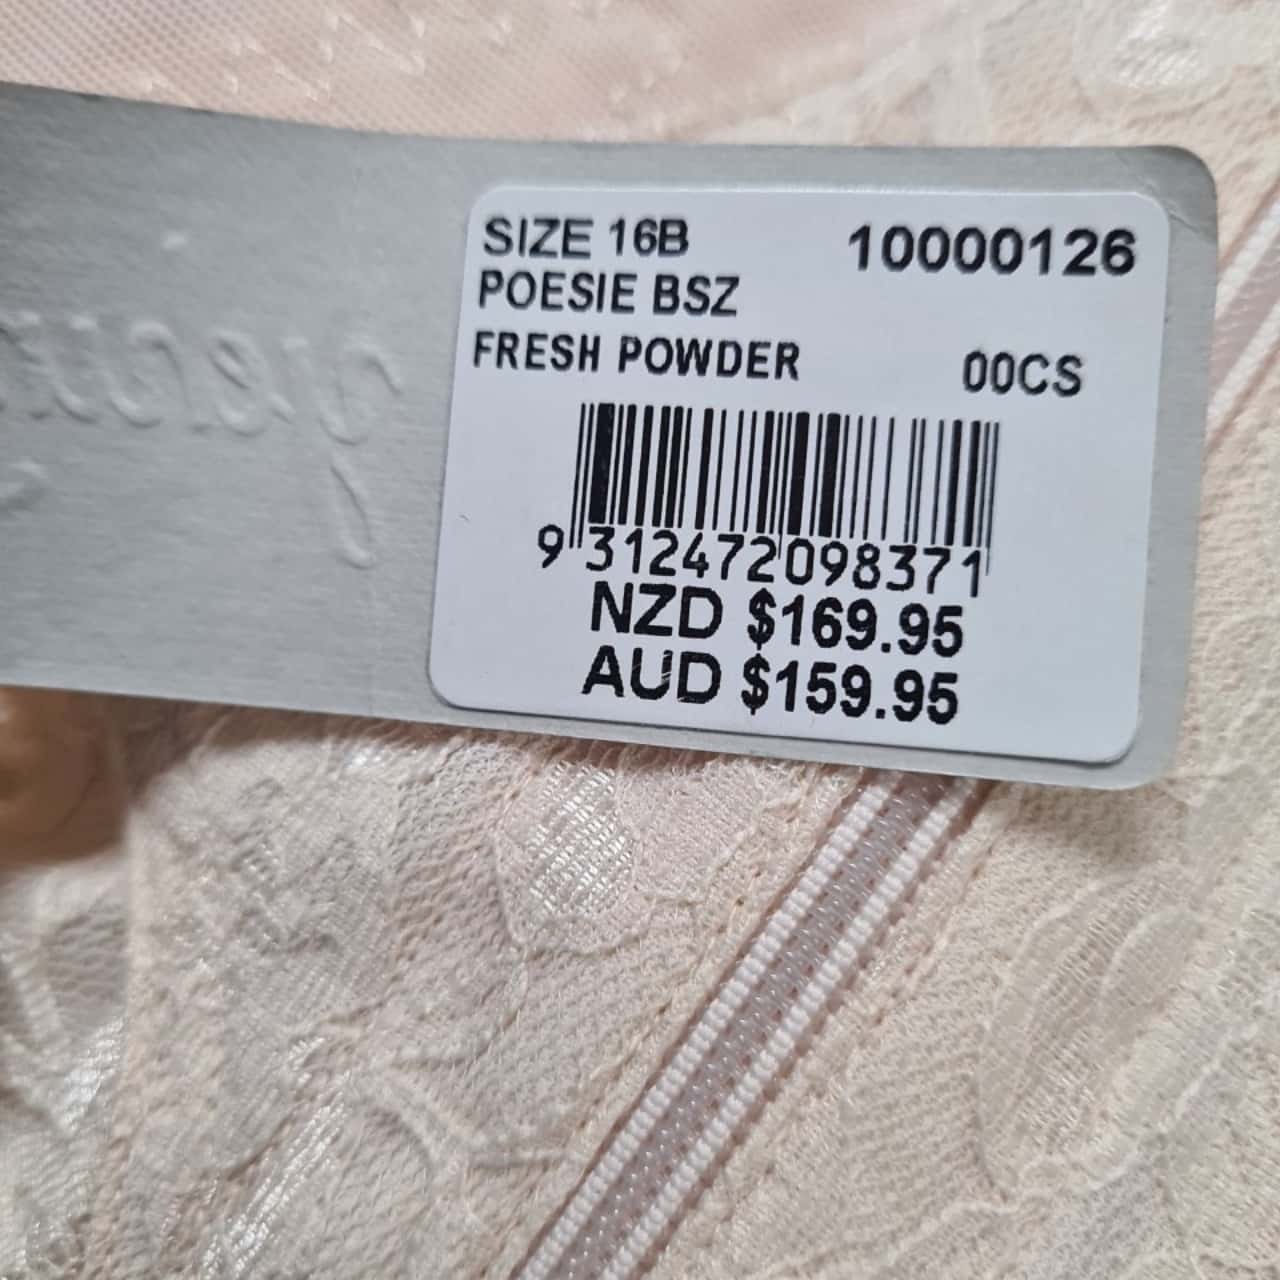 SIZE 16B 10000126
POESIE BSZ
FRESH POWDER 00CS
9 312472 098371
NZD $169.95
AUD $159.95